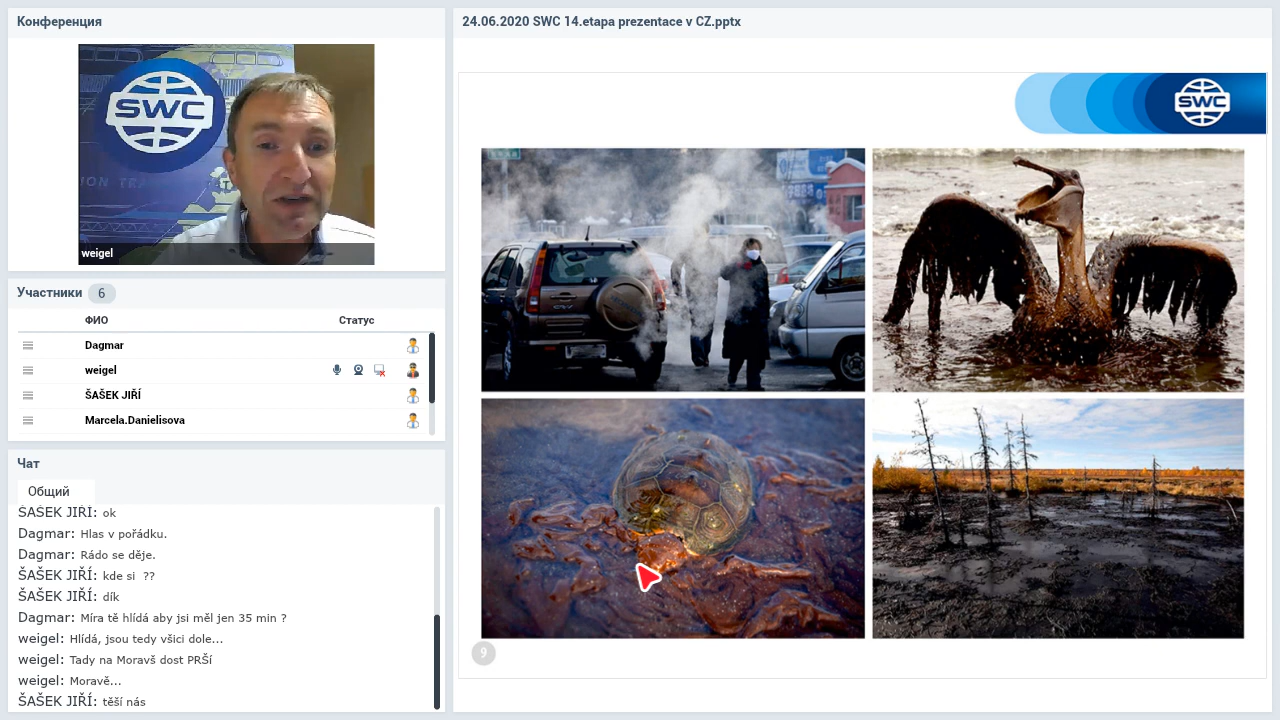 Конференция
SWC
weigel
Участники 6
ФИО Статус
Dagmar
weigel
ŠAŠEK JIŘÍ
Marcela.Danielisova
Чат
Общий
ŠAŠEK JIŘÍ: ok
Dagmar: Hlas v pořádku.
Dagmar: Rádo se děje.
ŠAŠEK JIŘÍ: kde si ??
ŠAŠEK JIŘÍ: dík
Dagmar: Míra tě hlídá aby jsi měl jen 35 min ?
weigel: Hlídá, jsou tedy všici dole...
weigel: Tady na Moravš dost PRŠí
weigel: Moravě...
ŠAŠEK JIŘÍ: těší nás
24.06.2020 SWC 14.etapa prezentace v CZ.pptx
SWC
9